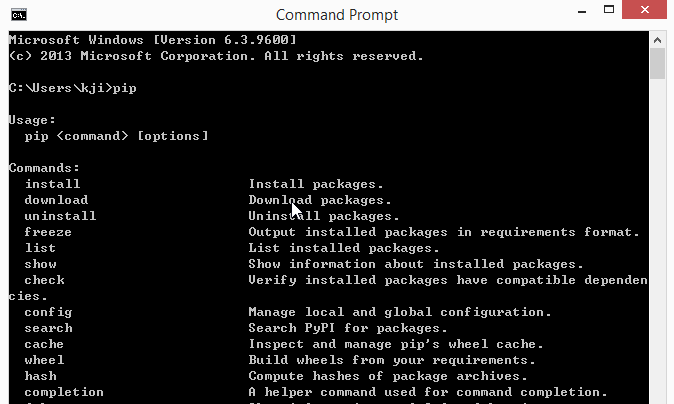 Command Prompt
Microsoft Windows [Version 6.3.9600]
(c) 2013 Microsoft Corporation. All rights reserved.
C:\Users\kji>pip
Usage:
pip <command> [options]
Commands:
install Install packages.
download Download packages.
uninstall Uninstall packages.
freeze Output installed packages in requirements format.
list List installed packages.
show Show information about installed packages.
check Verify installed packages have compatible dependen
cies.
config Manage local and global configuration.
search Search PyPI for packages.
cache Inspect and manage pip's wheel cache.
wheel Build wheels from your requirements.
hash Compute hashes of package archives.
completion A helper command used for command completion.